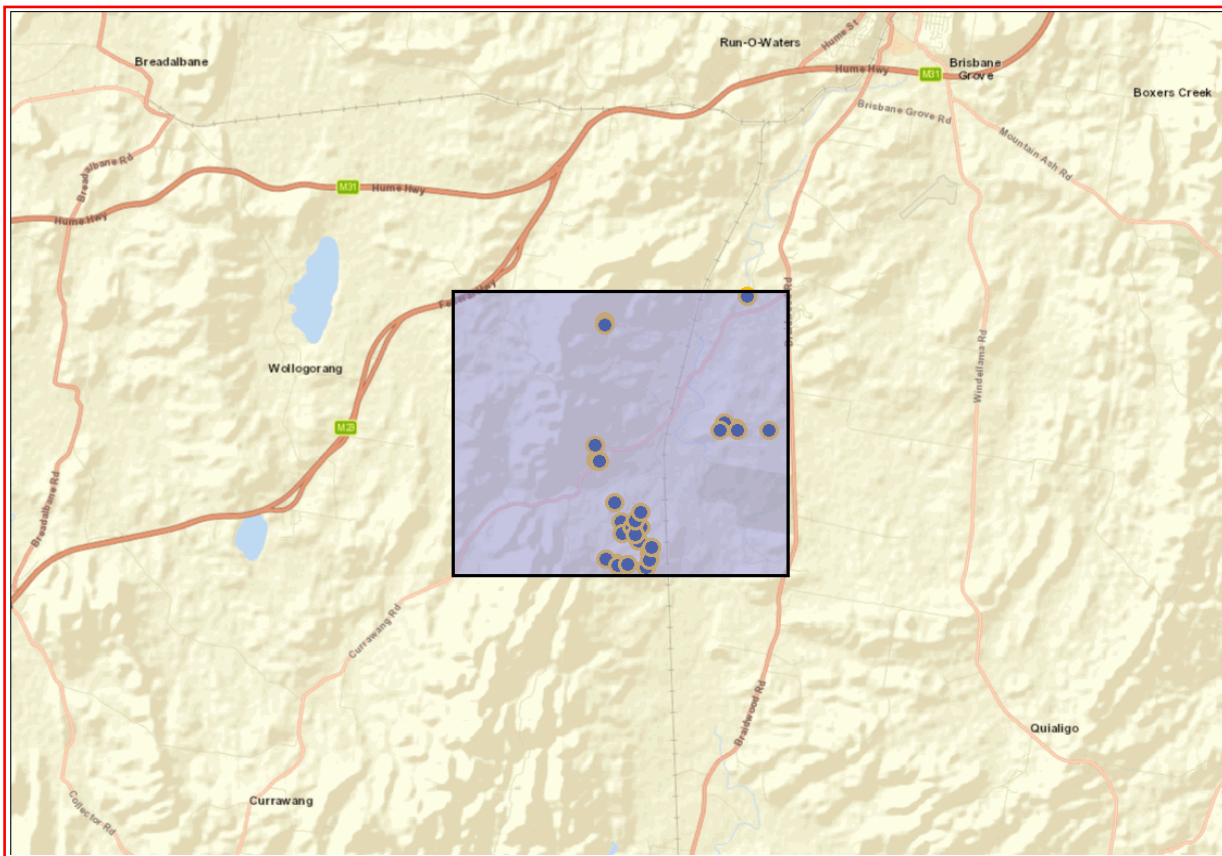 Run-O-Waters
Hume St
Breadalbane
Brisbane
Grove
Hume Hwy
M31
Boxers Creek
Brisbane Grove Rd
Mountain Ash Rd
Breadalbane Rd
M31
Hume Hwy
Hume Hwy
Rd
Windellama Rd
Wollogorang
M23
Breadalbane Rd
Currawang Rd
Braidwood Rd
Quialigo
Currawang
Collector Rd